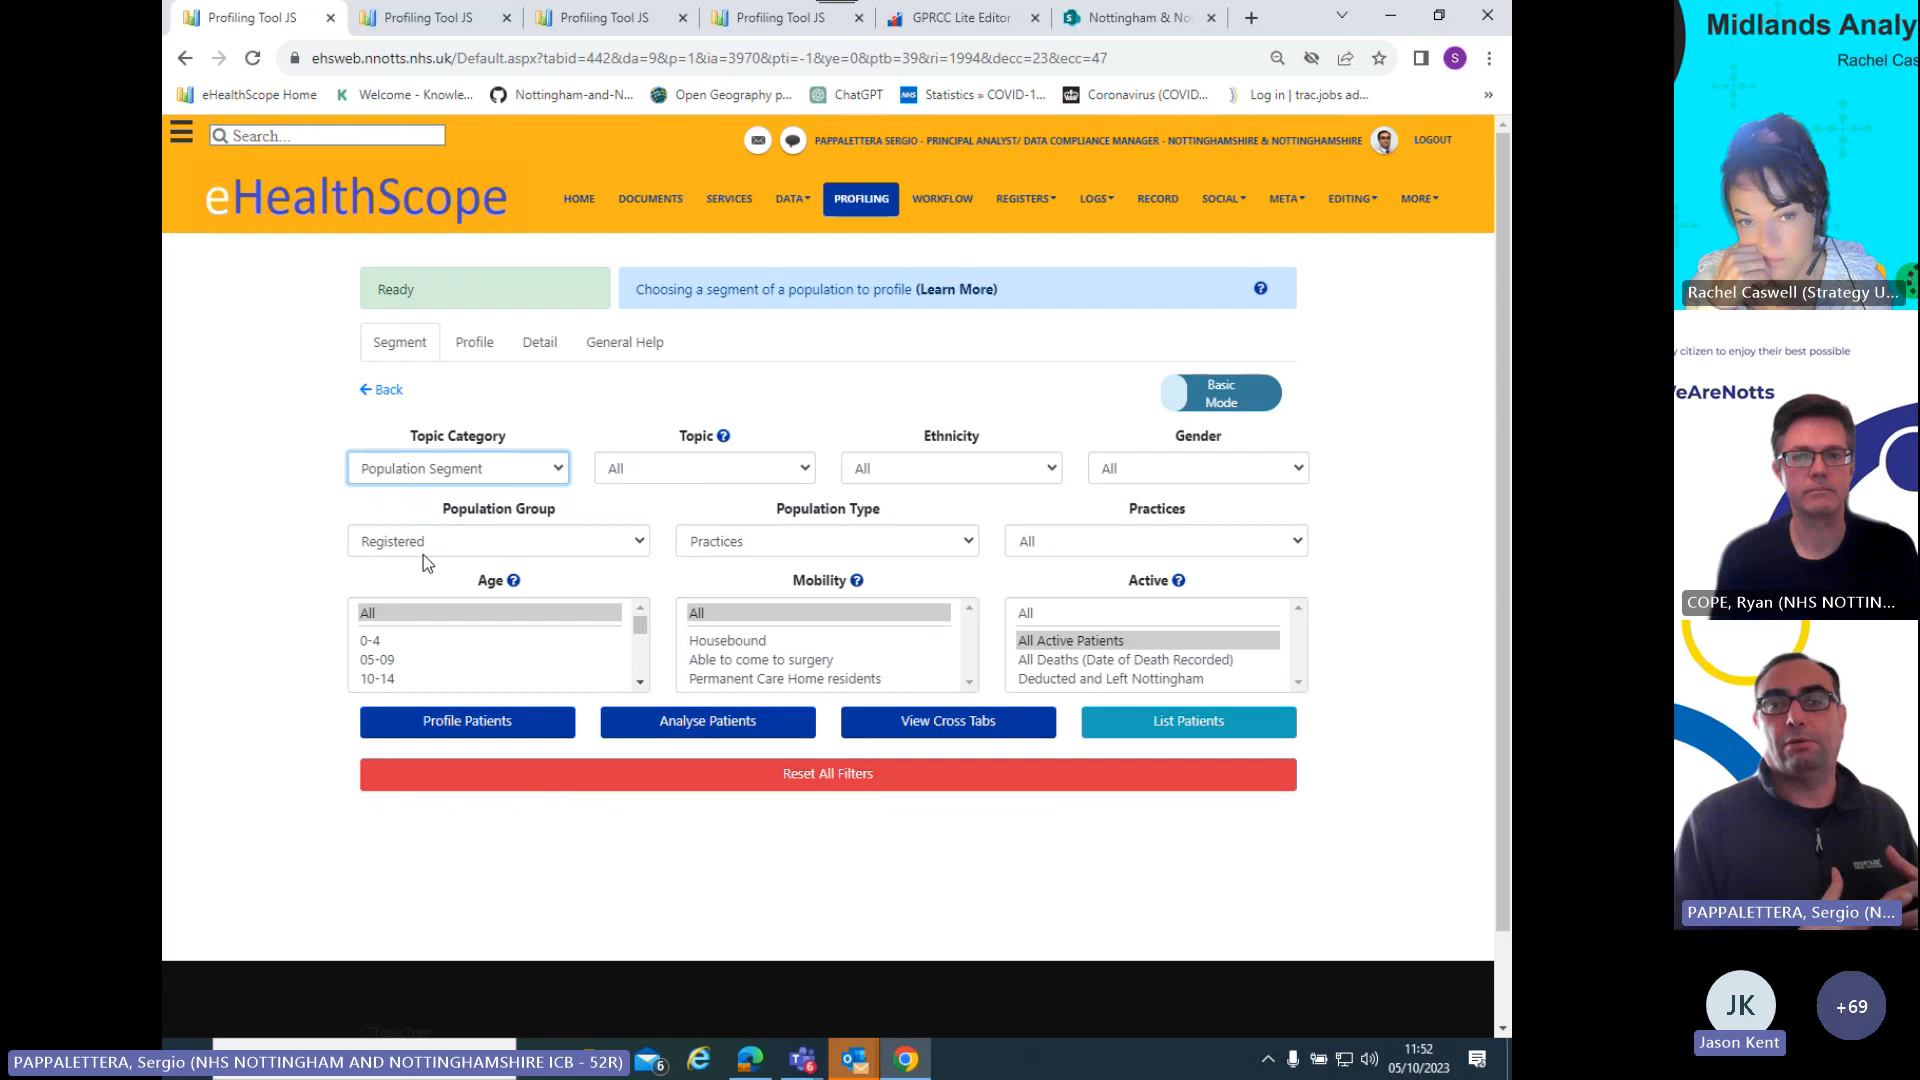 Profiling Tool JS
Profiling Tool JS
Profiling Tool JS
Profiling Tool JS
GPRCC Lite Editor
Nottingham & No
ehsweb.nnotts.nhs.uk/Default.aspx?tabid=442&da=9&p=1&ia=3970&pti=-1&ye=0&ptb=39&ri=1994&decc=23&ecc=47
S
eHealthScope Home
K Welcome - Knowle...
Nottingham-and-N...
Open Geography p...
ChatGPT
NHS Statistics » COVID-1...
Coronavirus (COVID...
Log in | trac.jobs ad...
»
Search...
PAPPALETTERA SERGIO - PRINCIPAL ANALYST/ DATA COMPLIANCE MANAGER - NOTTINGHAMSHIRE & NOTTINGHAMSHIRE
LOGOUT
eHealthScope
HOME DOCUMENTS SERVICES DATA PROFILING WORKFLOW REGISTERS LOGS RECORD SOCIAL META EDITING MORE
Ready
Choosing a segment of a population to profile (Learn More)
Segment Profile Detail General Help
Back
Basic
Mode
Topic Category Topic Ethnicity Gender
Population Segment All All All
Population Group Population Type Practices
Registered Practices All
Age Mobility Active
All All All
0-4 Housebound All Active Patients
05-09 Able to come to surgery All Deaths (Date of Death Recorded)
10-14 Permanent Care Home residents Deducted and Left Nottingham
Profile Patients Analyse Patients View Cross Tabs List Patients
Reset All Filters
TopicTree
PAPPALETTERA, Sergio (NHS NOTTINGHAM AND NOTTINGHAMSHIRE ICB - 52R)
6
6
11:52
05/10/2023
Midlands Analy
Rachel Cas
Rachel Caswell (Strategy U...
y citizen to enjoy their best possible
eAreNotts
COPE, Ryan (NHS NOTTIN...
PAPPALETTERA, Sergio (N...
JK
+69
Jason Kent